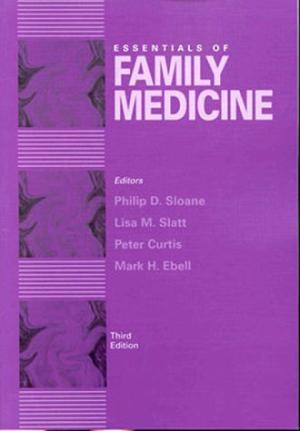 ESSENTIALS OF
FAMILY
MEDICINE
Editors
Philip D. Sloane
Lisa M. Slatt
Peter Curtis
Mark H. Ebell
Third
Edition